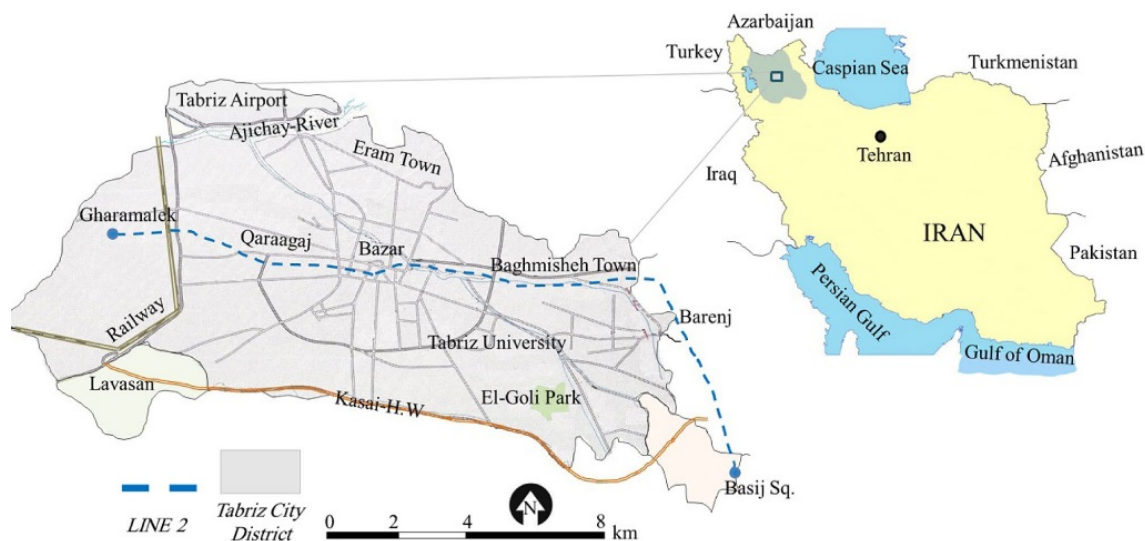 Azarbaijan
Turkey
Caspian Sea
Turkmenistan
Tehran
Afghanistan
Iraq
IRAN
Pakistan
Persian Gulf
Gulf of Oman
Tabriz Airport
Ajichay-River
Eram Town
Gharamalek
Qaraagaj
Bazar
Baghmisheh Town
Barenj
Railway
Tabriz University
Lavasan
Kasai-H.W
El-Goli Park
Basij Sq.
LINE 2
Tabriz City
District
N
0 2 4 6 8
km